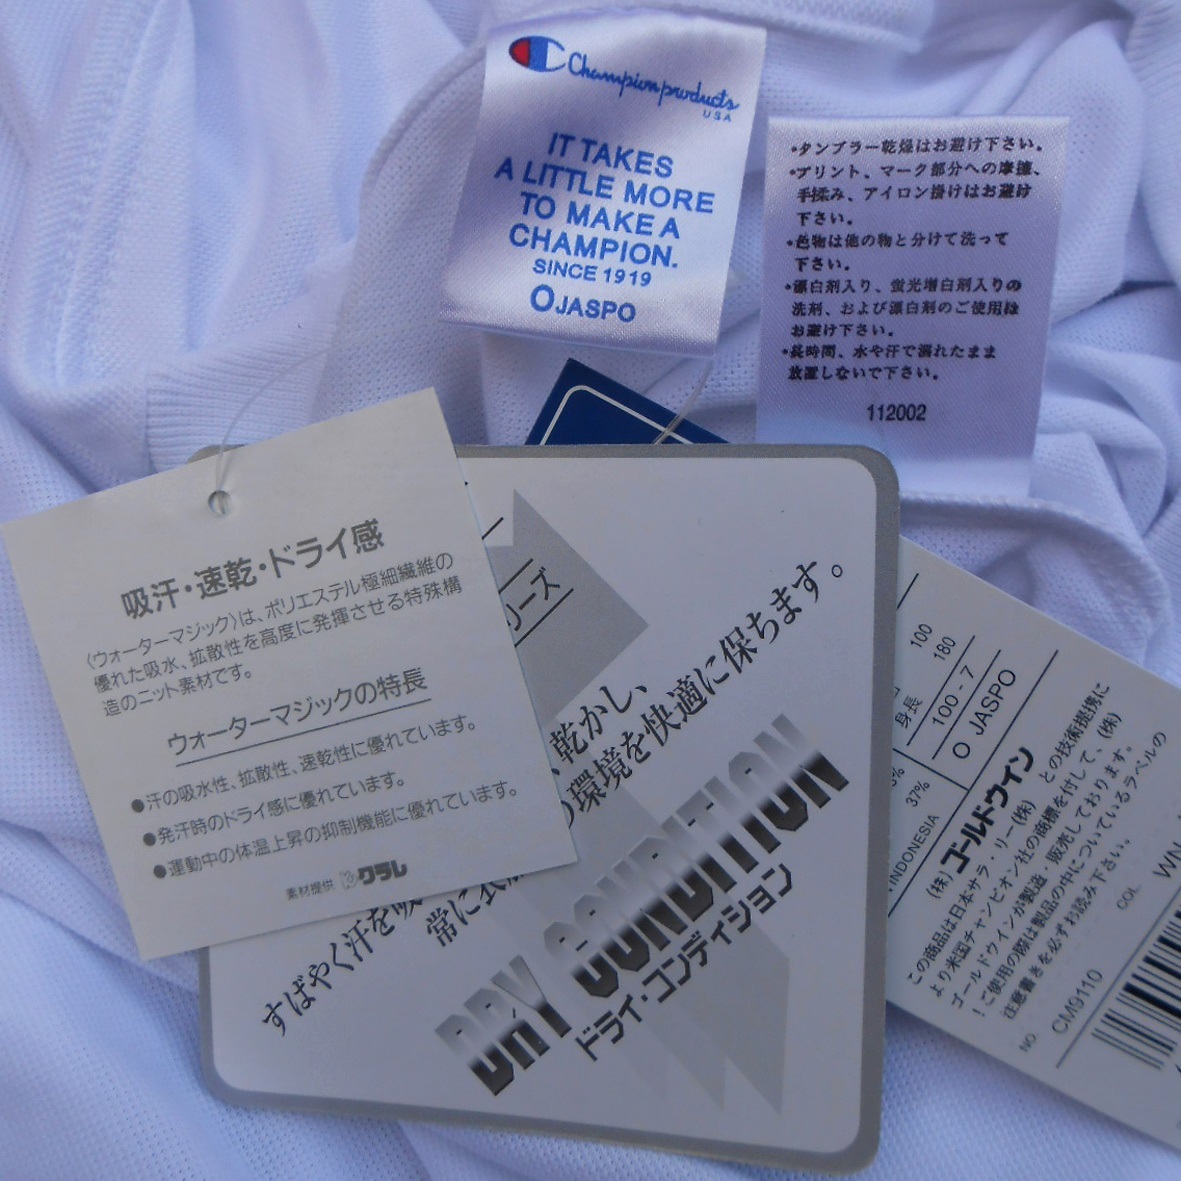 Champion products
USA
IT TAKES
A LITTLE MORE
TO MAKE A
CHAMPION.
SINCE 1919
O JASPO
・タンブラー乾燥はお避け下さい。
・プリント、マーク部分への摩擦、
手揉み、アイロン掛けはお避け
下さい。
・色物は他の物と分けて洗って
下さい。
・漂白剤入り、蛍光増白剤入りの
洗剤、および漂白剤のご使用は
お避け下さい。
・長時間、水や汗で濡れたまま
放置しないで下さい。
112002
吸汗・速乾・ドライ感
〈ウォーターマジック〉は、ポリエステル極細繊維の
優れた吸水、拡散性を高度に発揮させる特殊構
造のニット素材です。
ウォーターマジックの特長
●汗の吸水性、拡散性、速乾性に優れています。
●発汗時のドライ感に優れています。
●運動中の体温上昇の抑制機能に優れています。
素材提供 クラレ
リーズ
すばやく汗を吸
、乾かし、
常に衣
の環境を快適に保ちます。
DRY CONDITION
ドライ・コンディション
100
身長 180
100-7
O JASPO
37%
INDONESIA
(株)ゴールドウイン
この商品は日本サラ・リー(株) との技術提携に
より米国チャンピオン社の商標を付して、(株)
ゴールドウインが製造、販売しております。
!ご使用の際は製品の中についているラベルの
注意書きを必ずお読み下さい。
NO CM9110
COL WN